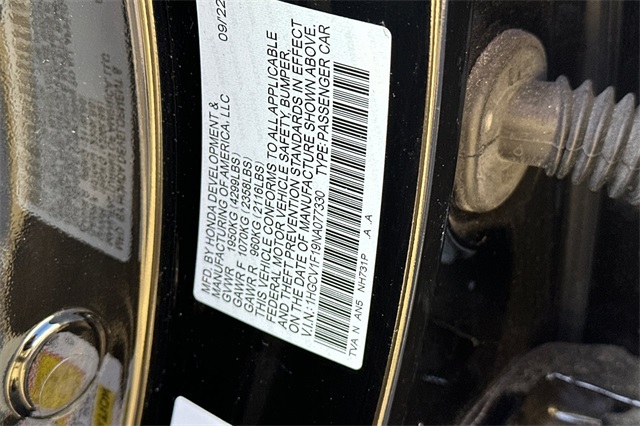 MFD. BY HONDA DEVELOPMENT &
MANUFACTURING OF AMERICA, LLC
09/22
GVWR 1950KG (4299LBS)
GAWR F 1070KG (2358LBS)
GAWR R 960KG (2116LBS)
THIS VEHICLE CONFORMS TO ALL APPLICABLE
FEDERAL MOTOR VEHICLE SAFETY, BUMPER,
AND THEFT PREVENTION STANDARDS IN EFFECT
ON THE DATE OF MANUFACTURE SHOWN ABOVE.
V.I.N.: 1HGCV1F19NA077330 TYPE:PASSENGER CAR
TVA N AN5 NH731P A .A